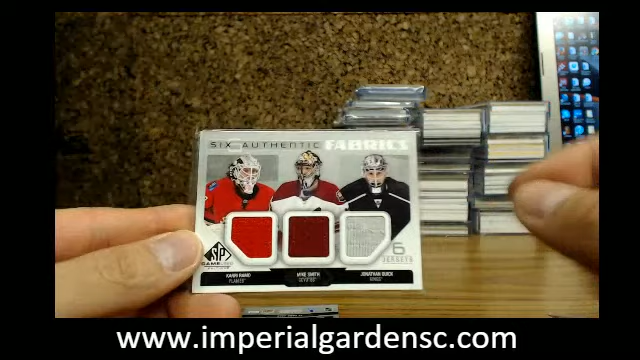 SIX AUTHENTIC FABRICS
SP
GAME USED
KARRI RAMO
FLAMES
MIKE SMITH
COYOTES
JONATHAN QUICK
KINGS
6
JERSEYS
www.imperialgardensc.com